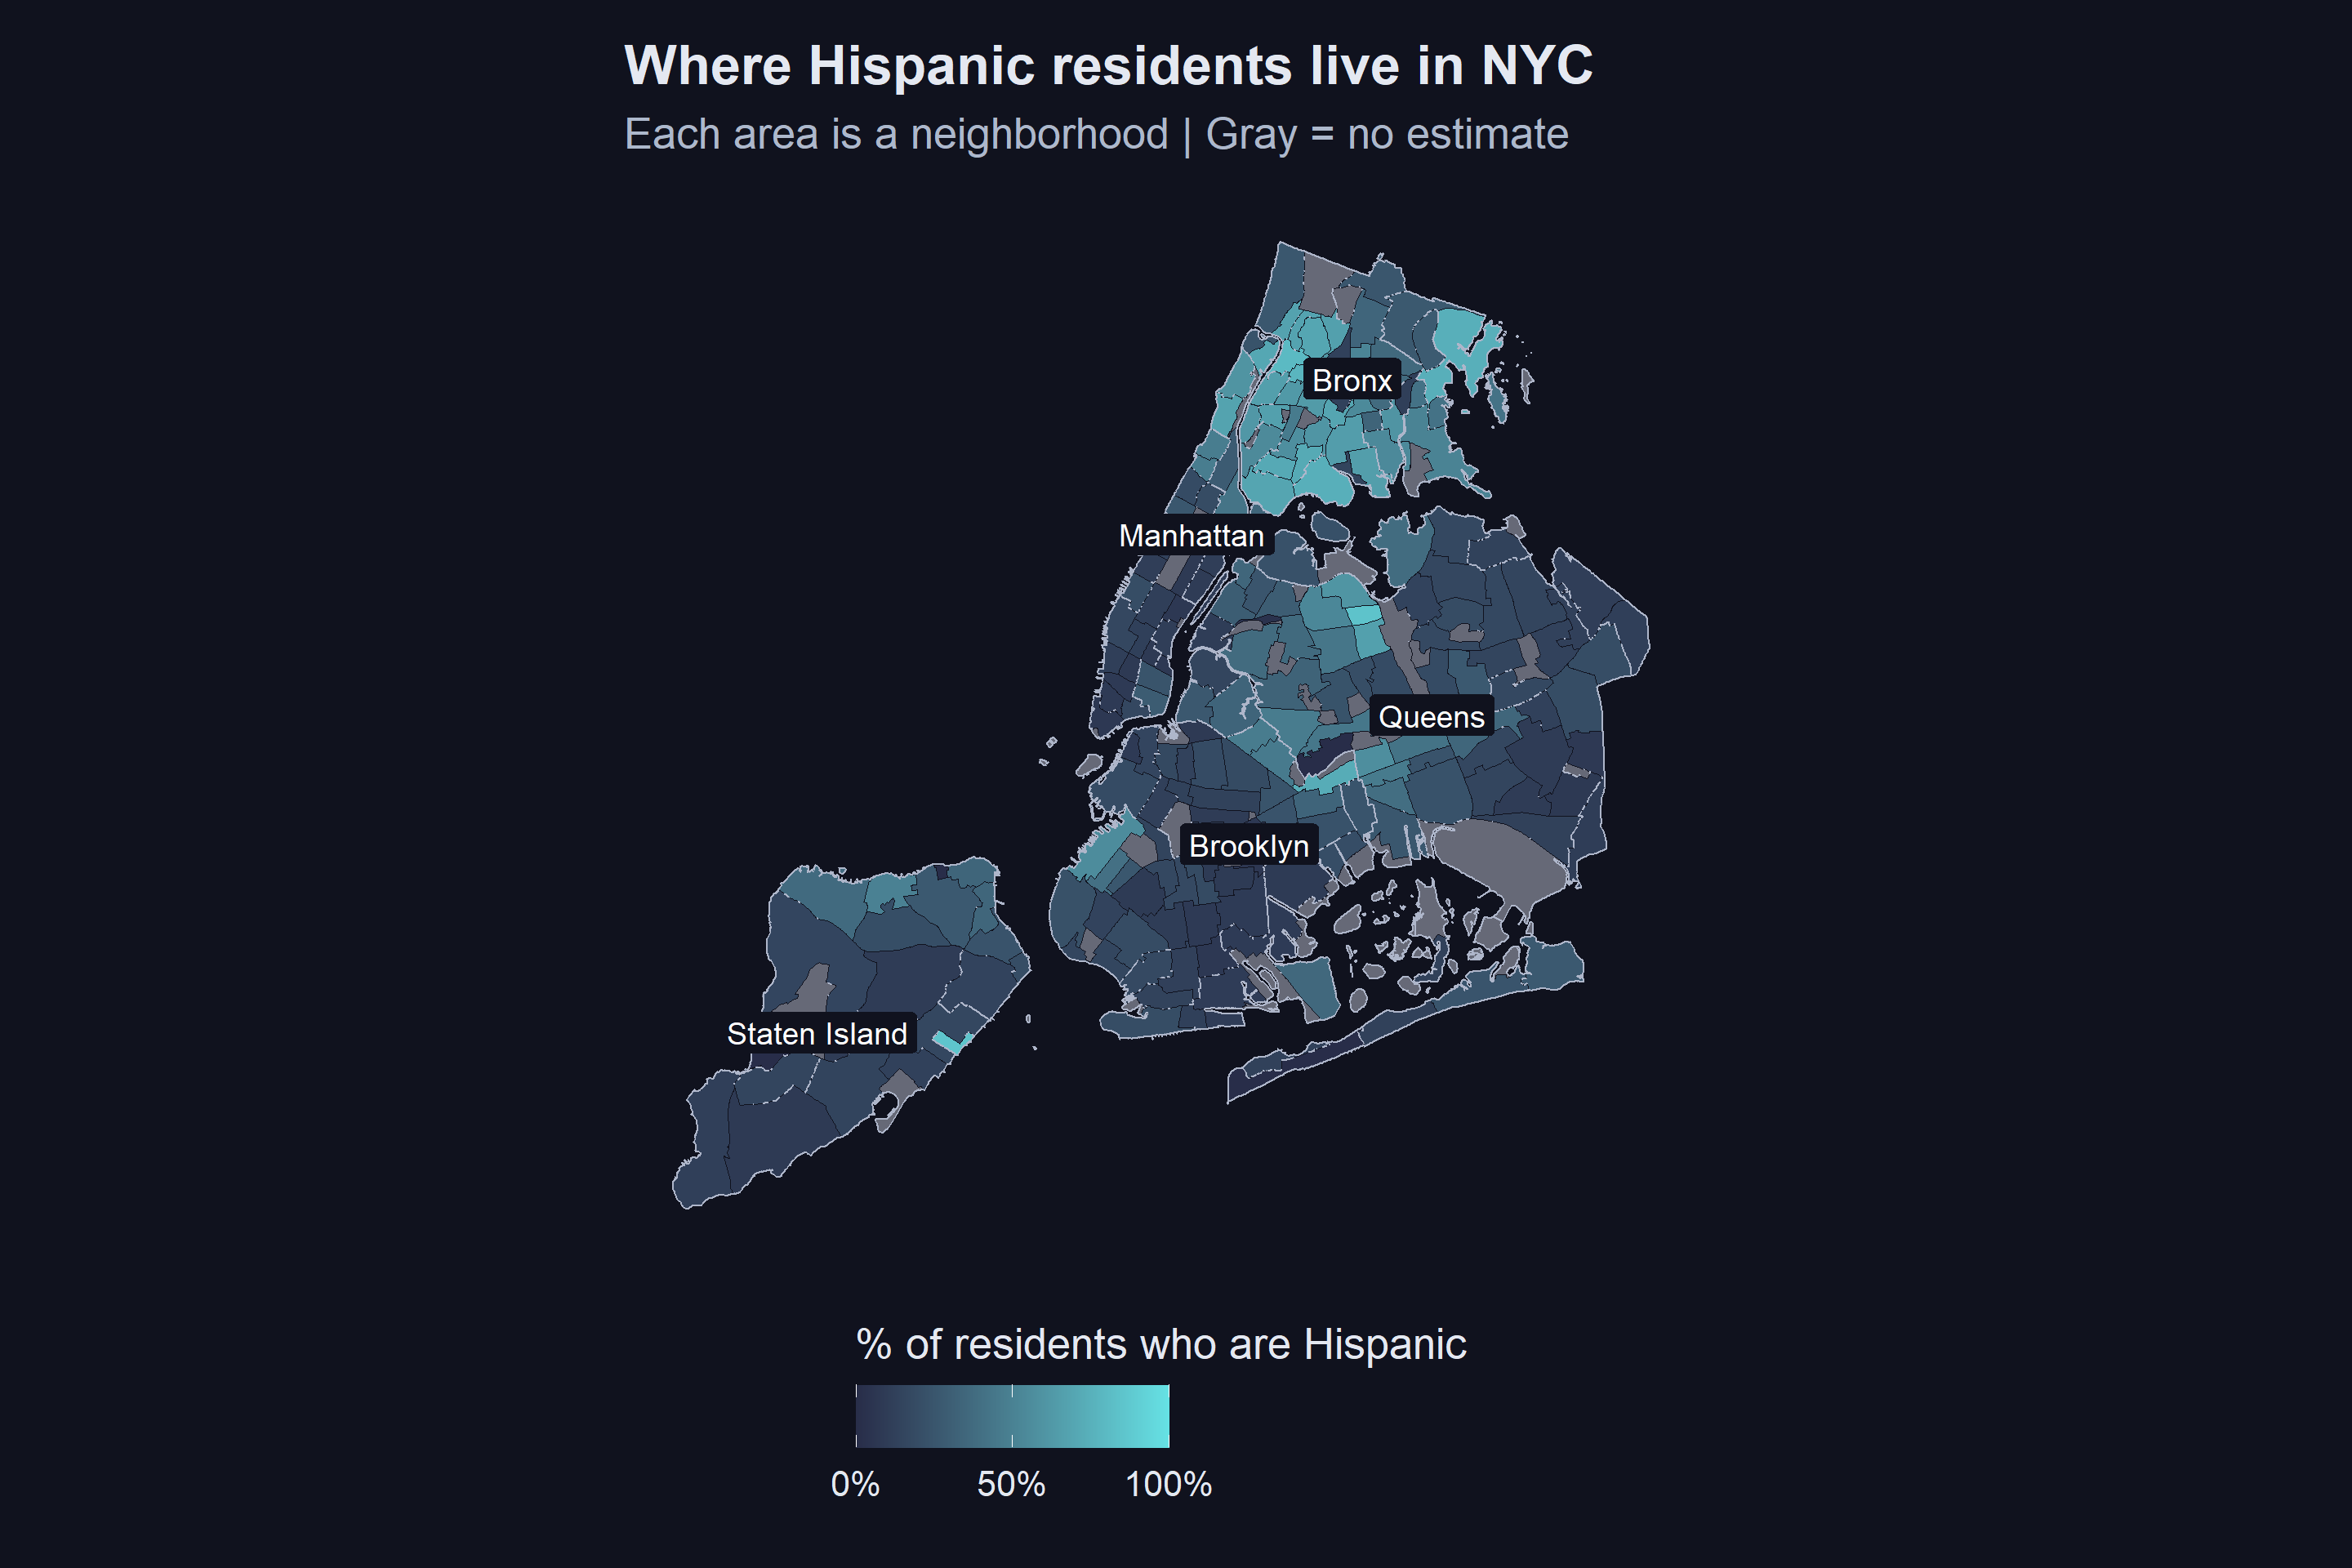 Where Hispanic residents live in NYC
Each area is a neighborhood | Gray = no estimate
Bronx
Manhattan
Queens
Brooklyn
Staten Island
% of residents who are Hispanic
0% 50% 100%